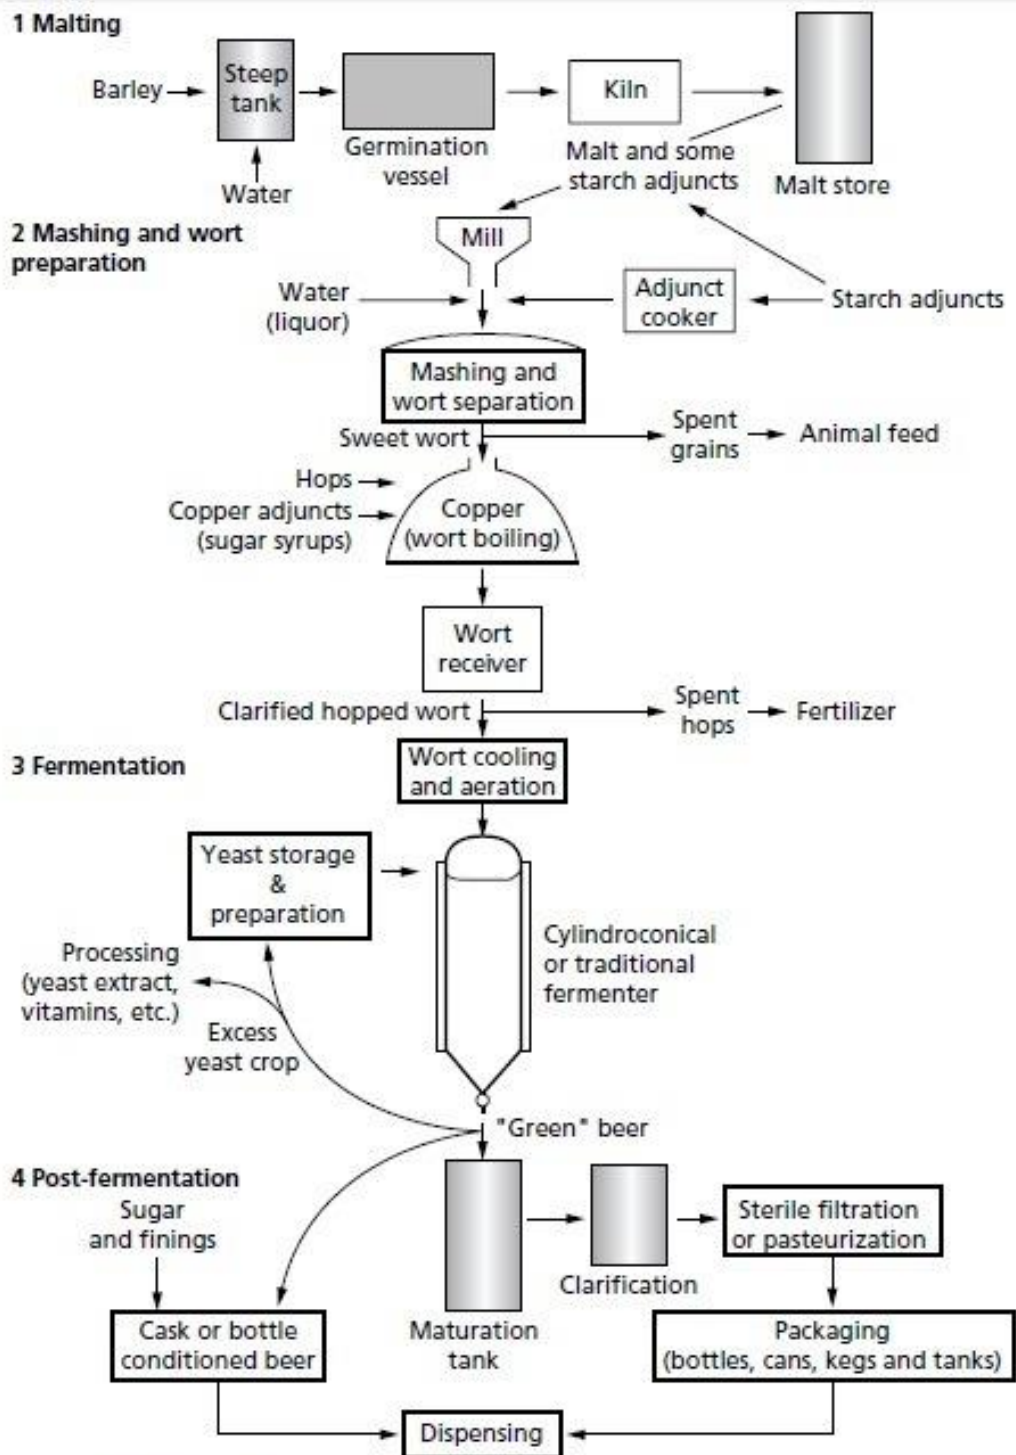 1 Malting
Barley
Steep
tank
Water
Germination
vessel
Kiln
Malt and some
starch adjuncts
Malt store
2 Mashing and wort
preparation
Mill
Water
(liquor)
Adjunct
cooker
Starch adjuncts
Mashing and
wort separation
Sweet wort
Spent
grains
Animal feed
Hops
Copper adjuncts
(sugar syrups)
Copper
(wort boiling)
Wort
receiver
Clarified hopped wort
Spent
hops
Fertilizer
3 Fermentation
Wort cooling
and aeration
Yeast storage
&
preparation
Cylindroconical
or traditional
fermenter
Processing
(yeast extract,
vitamins, etc.)
Excess
yeast crop
"Green" beer
4 Post-fermentation
Sugar
and finings
Cask or bottle
conditioned beer
Maturation
tank
Clarification
Sterile filtration
or pasteurization
Packaging
(bottles, cans, kegs and tanks)
Dispensing